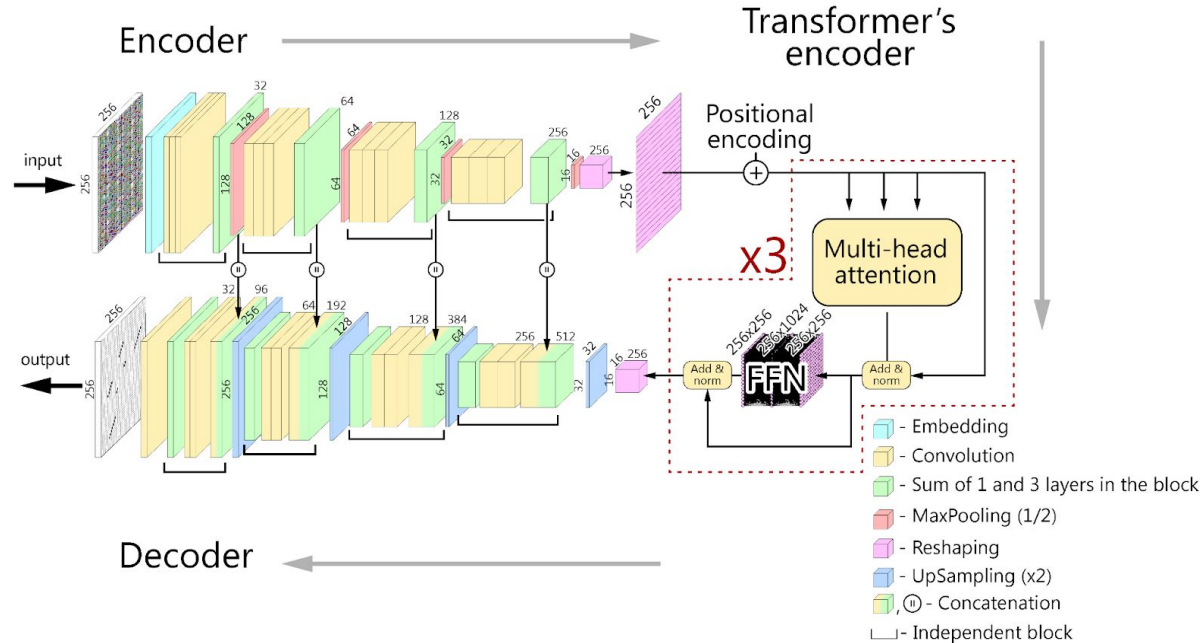 Encoder
Transformer's
encoder
input
256
256
32
128
128
64
64
64
128
32
32
256
16
16
256
256
256
Positional
encoding
+
x3
Multi-head
attention
Add &
norm
256x256
256x1024
256x256
FFN
Add &
norm
output
256
256
32
96
256
256
64
192
128
128
128
384
64
64
256
512
32
32
16
16
256
Decoder
- Embedding
- Convolution
- Sum of 1 and 3 layers in the block
- MaxPooling (1/2)
- Reshaping
- UpSampling (x2)
, = - Concatenation
- Independent block